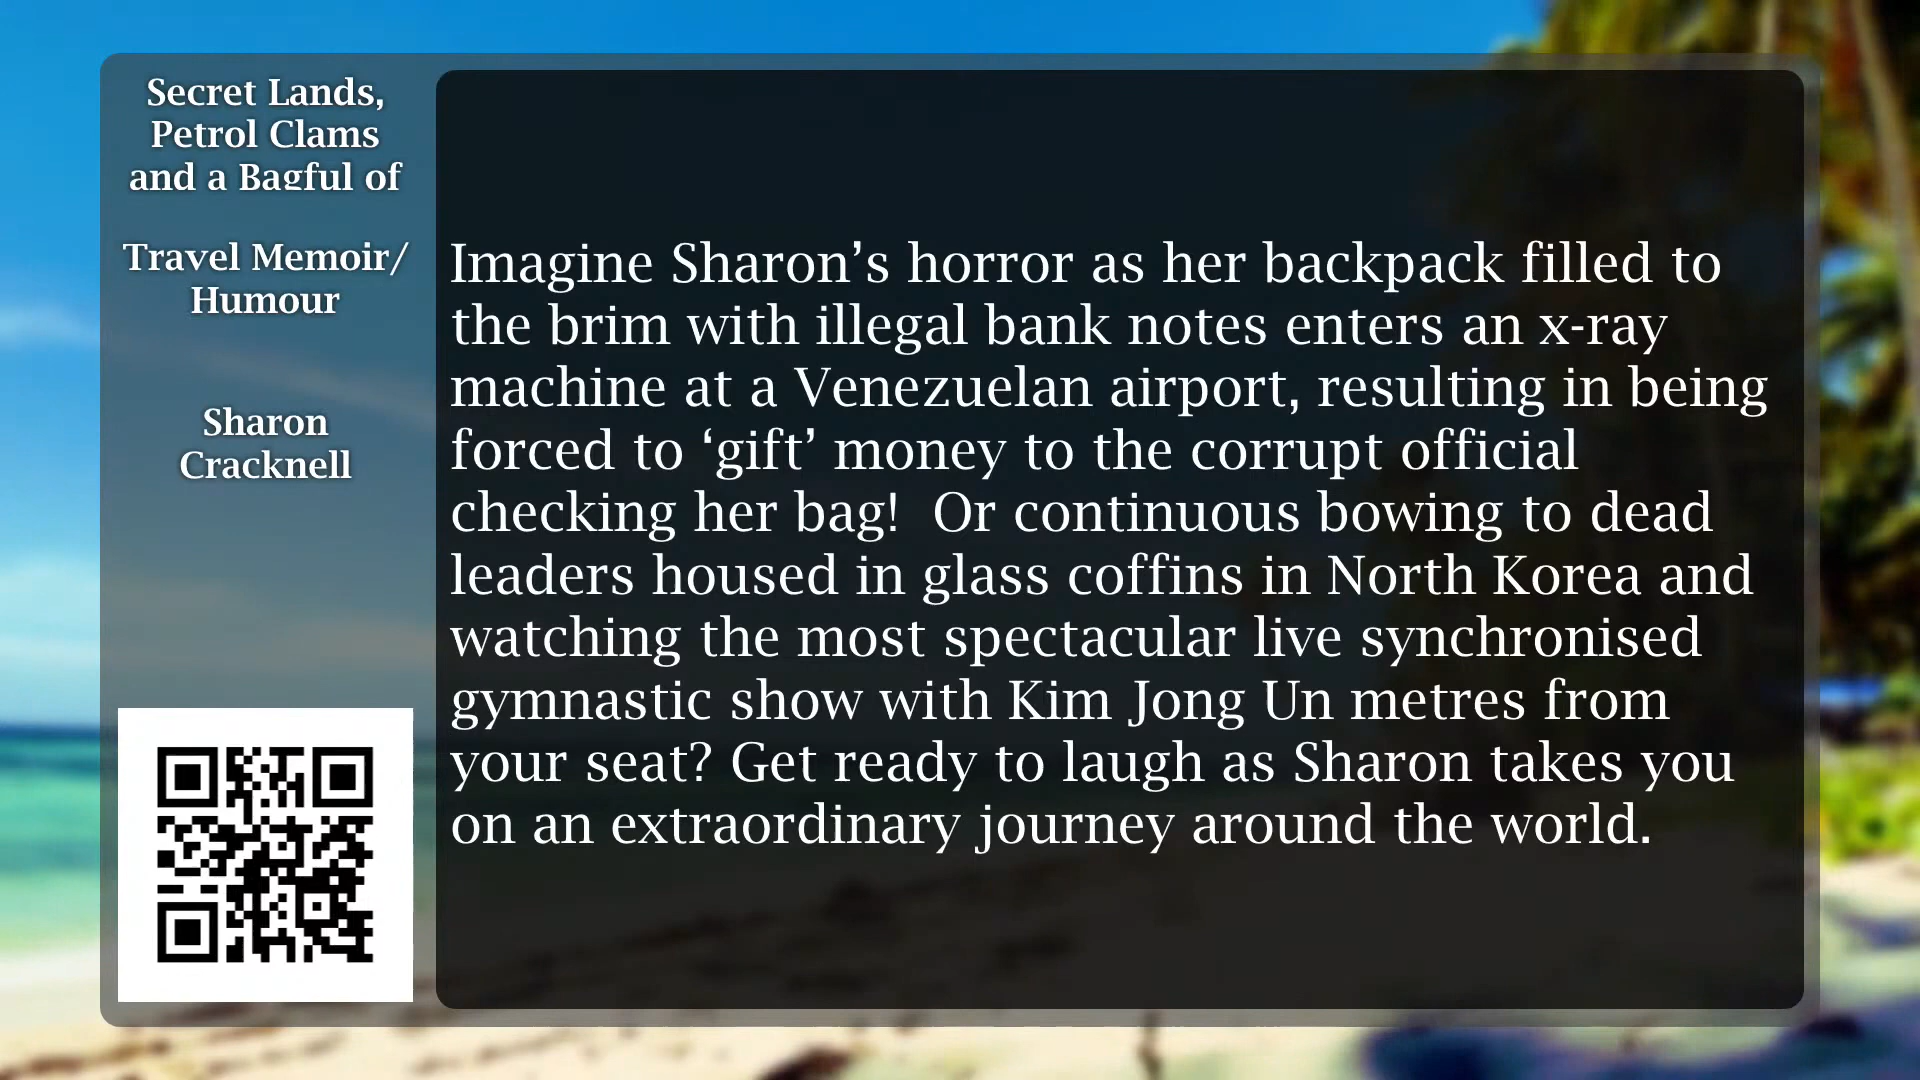 Secret Lands,
Petrol Clams
and a Bagful of
Travel Memoir/
Humour
Sharon
Cracknell
Imagine Sharon’s horror as her backpack filled to
the brim with illegal bank notes enters an x-ray
machine at a Venezuelan airport, resulting in being
forced to ‘gift’ money to the corrupt official
checking her bag!  Or continuous bowing to dead
leaders housed in glass coffins in North Korea and
watching the most spectacular live synchronised
gymnastic show with Kim Jong Un metres from
your seat? Get ready to laugh as Sharon takes you
on an extraordinary journey around the world.